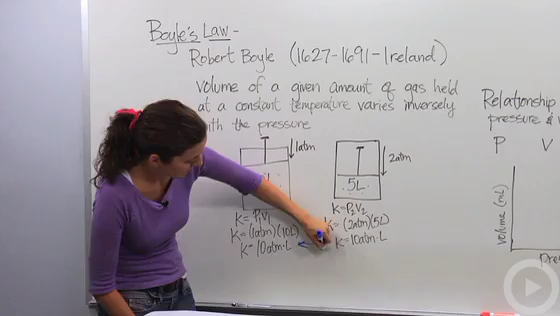 Boyle's Law -
Robert Boyle (1627-1691-Ireland)
Volume of a given amount of gas held
at a constant temperature varies inversely
with the pressure
1atm
K = P₁V₁
K = (1atm)(10L)
K = 10atm·L
2atm
5L
K = P₂V₂
K = (2atm)(5L)
K = 10atm·L
Relationship
pressure &
P V
Volume (mL)